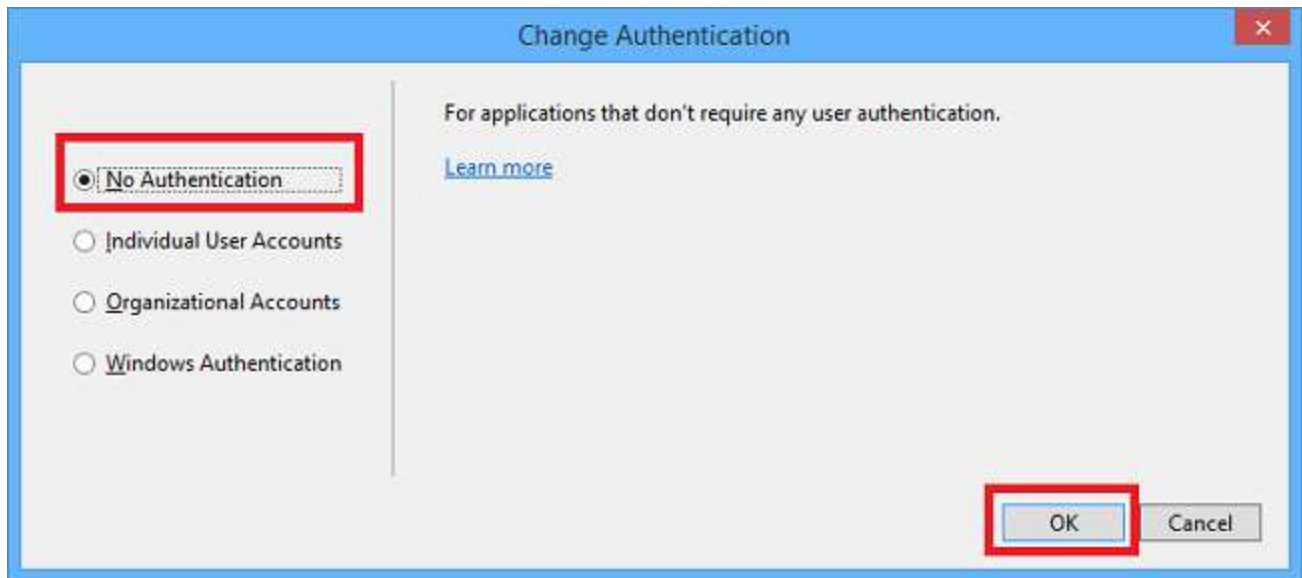 Change Authentication
For applications that don't require any user authentication.
Learn more
No Authentication
Individual User Accounts
Organizational Accounts
Windows Authentication
OK
Cancel